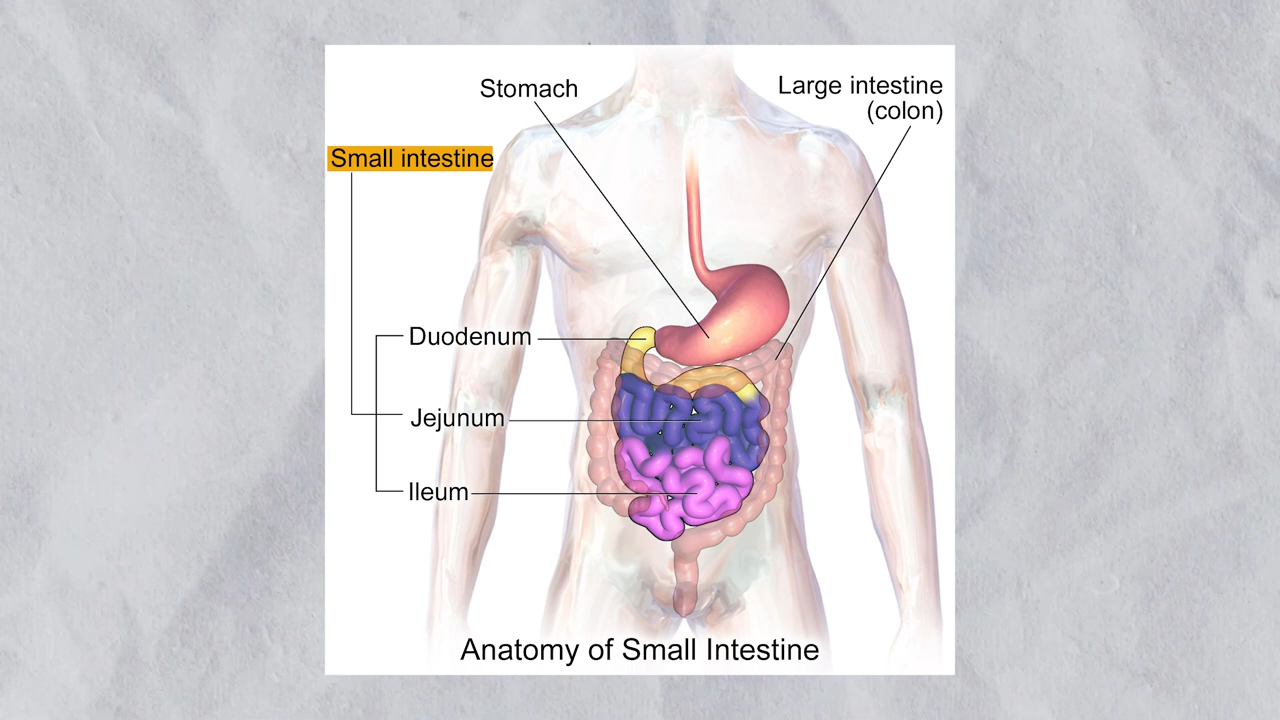 Stomach
Large intestine
(colon)
Small intestine
Duodenum
Jejunum
Ileum
Anatomy of Small Intestine